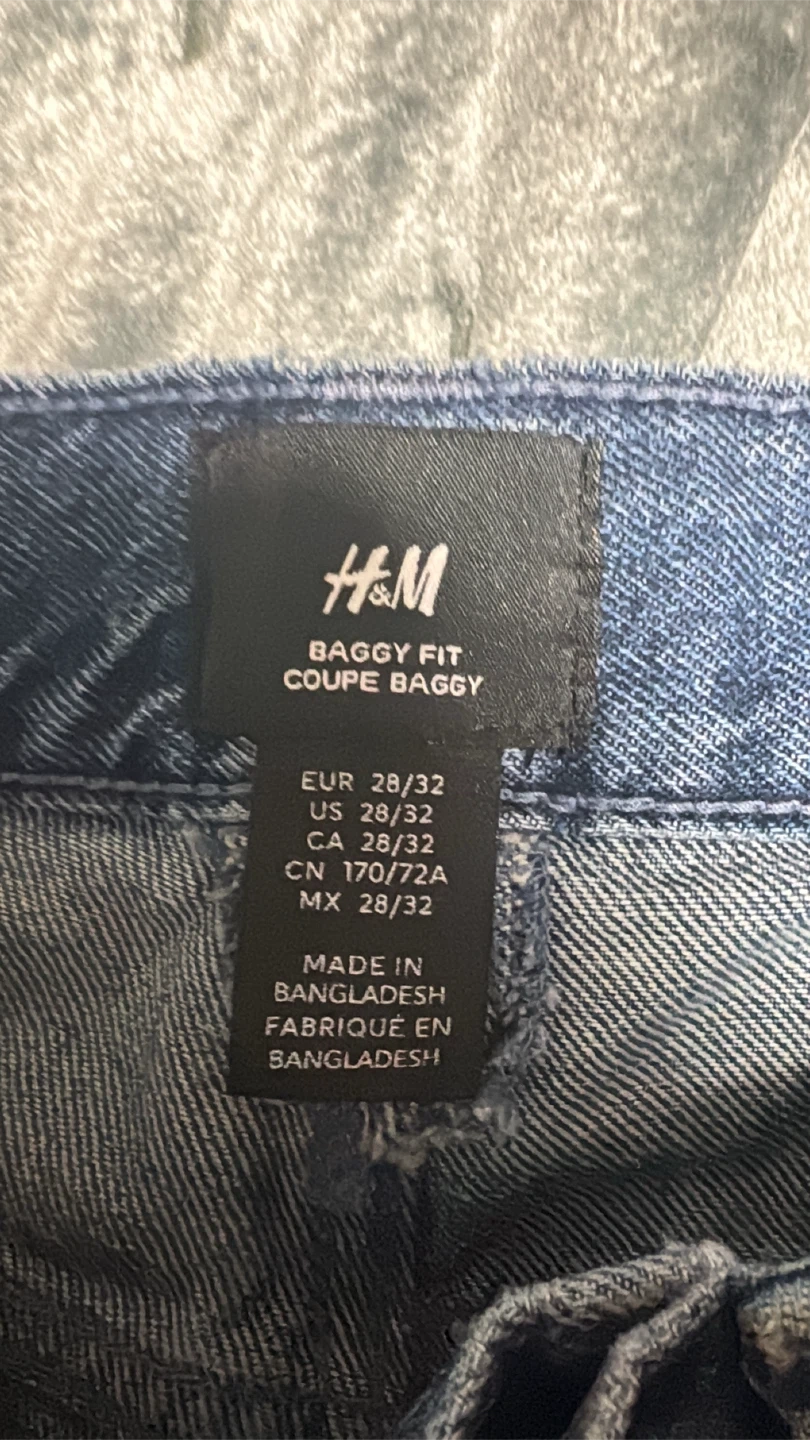 H&M
BAGGY FIT
COUPE BAGGY
EUR 28/32
US 28/32
CA 28/32
CN 170/72A
MX 28/32
MADE IN
BANGLADESH
FABRIQUÉ EN
BANGLADESH